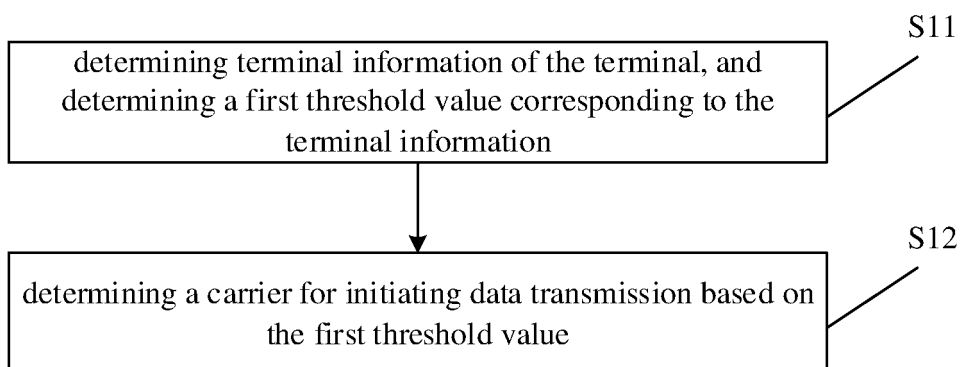 S11
determining terminal information of the terminal, and
determining a first threshold value corresponding to the
terminal information
S12
determining a carrier for initiating data transmission based on
the first threshold value